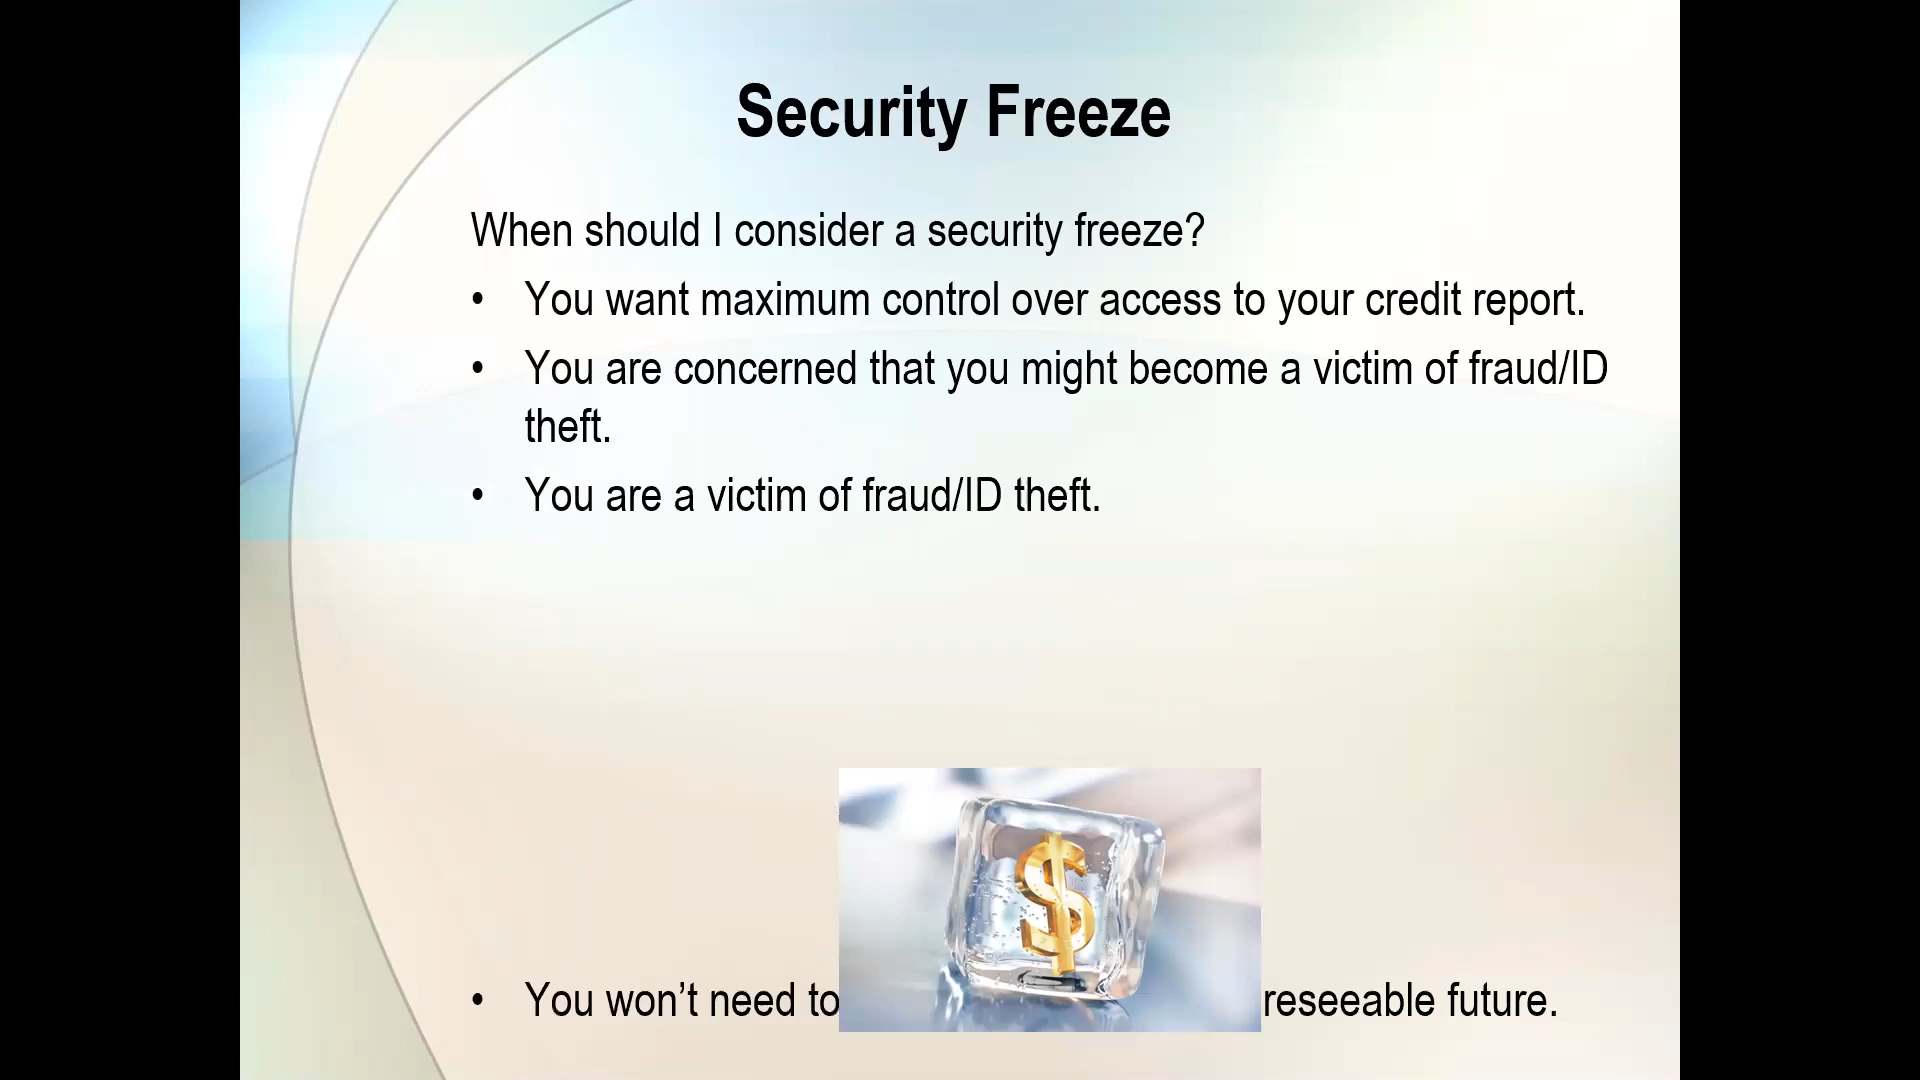 Security Freeze
When should I consider a security freeze?
• You want maximum control over access to your credit report.
• You are concerned that you might become a victim of fraud/ID
theft.
• You are a victim of fraud/ID theft.
• You won’t need to reseeable future.
$